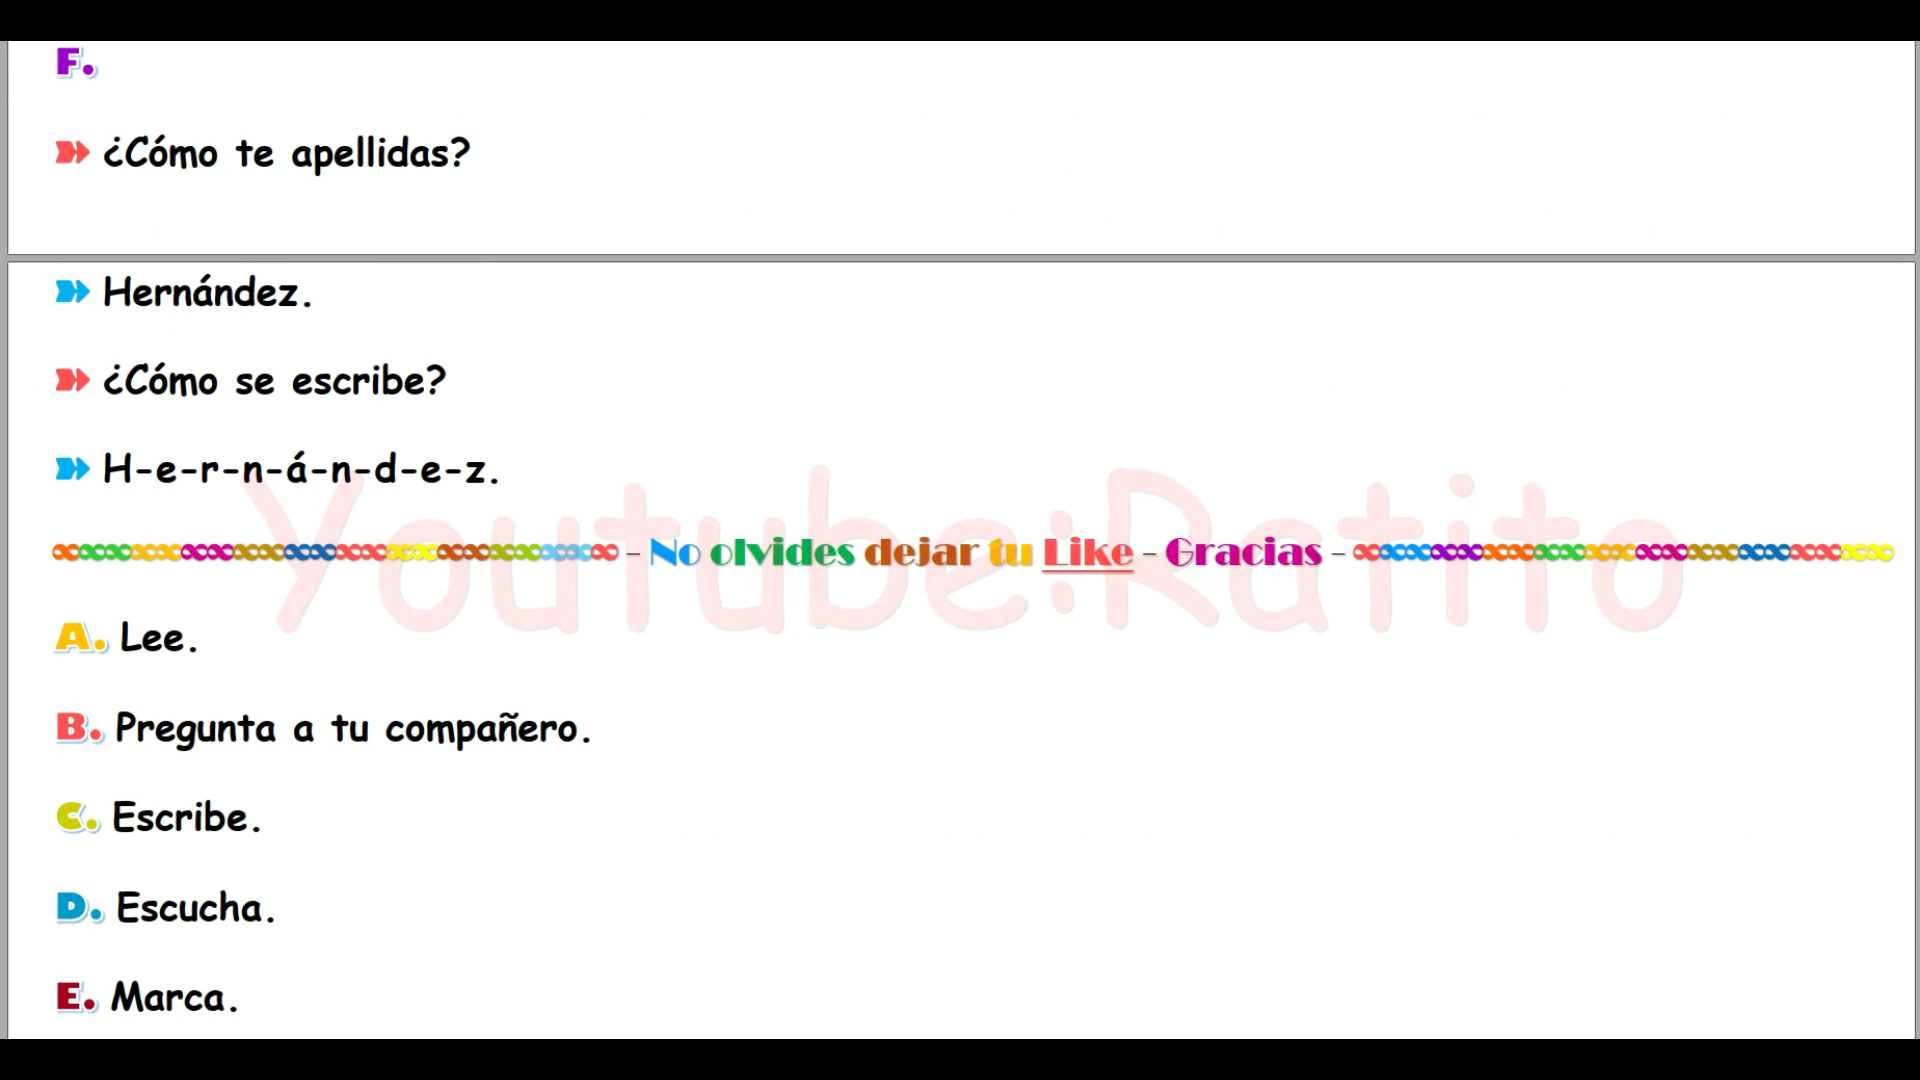 F.
¿Cómo te apellidas?
Hernández.
¿Cómo se escribe?
H-e-r-n-á-n-d-e-z.
Youtube:Ratito
- No olvides dejar tu Like - Gracias -
A. Lee.
B. Pregunta a tu compañero.
C. Escribe.
D. Escucha.
E. Marca.